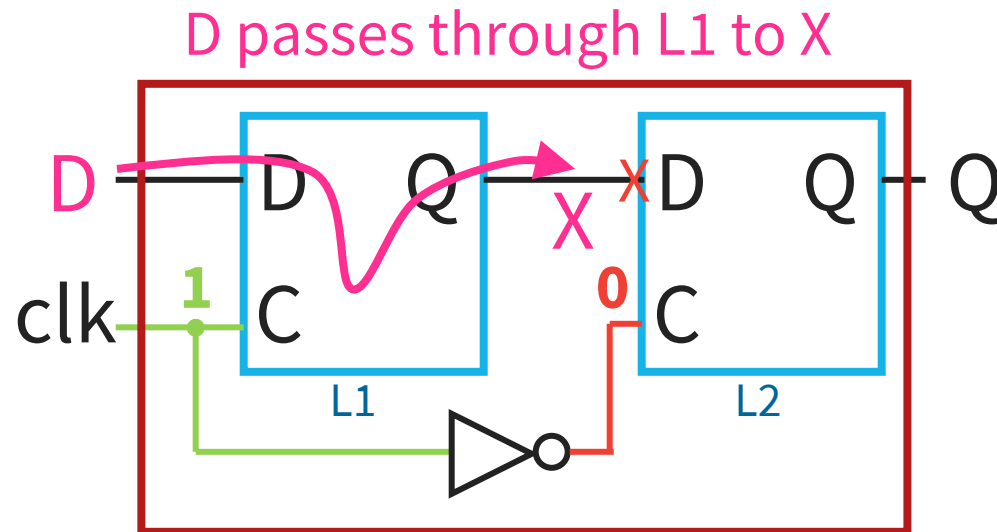 D passes through L1 to X
D D Q X D Q Q
X
clk 1 C 0 C
L1 L2